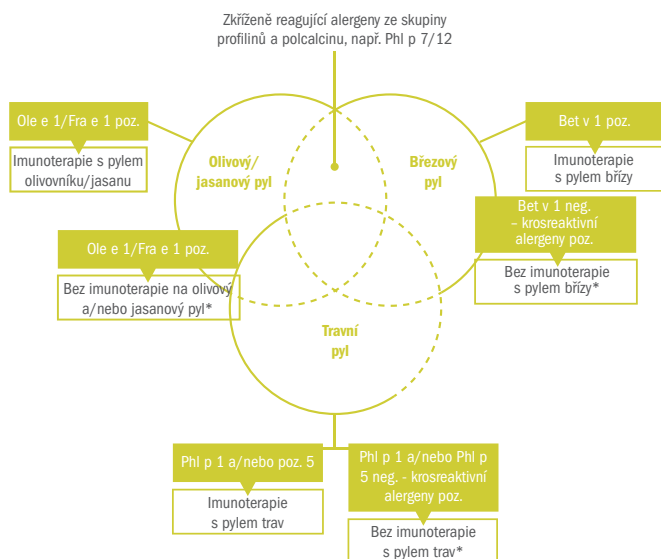 Zkříženě reagující alergeny ze skupiny
profilinů a polcalcinu, např. Phl p 7/12
Ole e 1/Fra e 1 poz.
Imunoterapie s pylem
olivovníku/jasanu
Olivový/
jasanový pyl
Březový
pyl
Bet v 1 poz.
Imunoterapie
s pylem břízy
Bet v 1 neg.
– krosreaktivní
alergeny poz.
Bez imunoterapie
s pylem břízy*
Ole e 1/Fra e 1 poz.
Bez imunoterapie na olivový
a/nebo jasanový pyl*
Travní
pyl
Phl p 1 a/nebo poz. 5
Imunoterapie
s pylem trav
Phl p 1 a/nebo Phl p
5 neg. - krosreaktivní
alergeny poz.
Bez imunoterapie
s pylem trav*